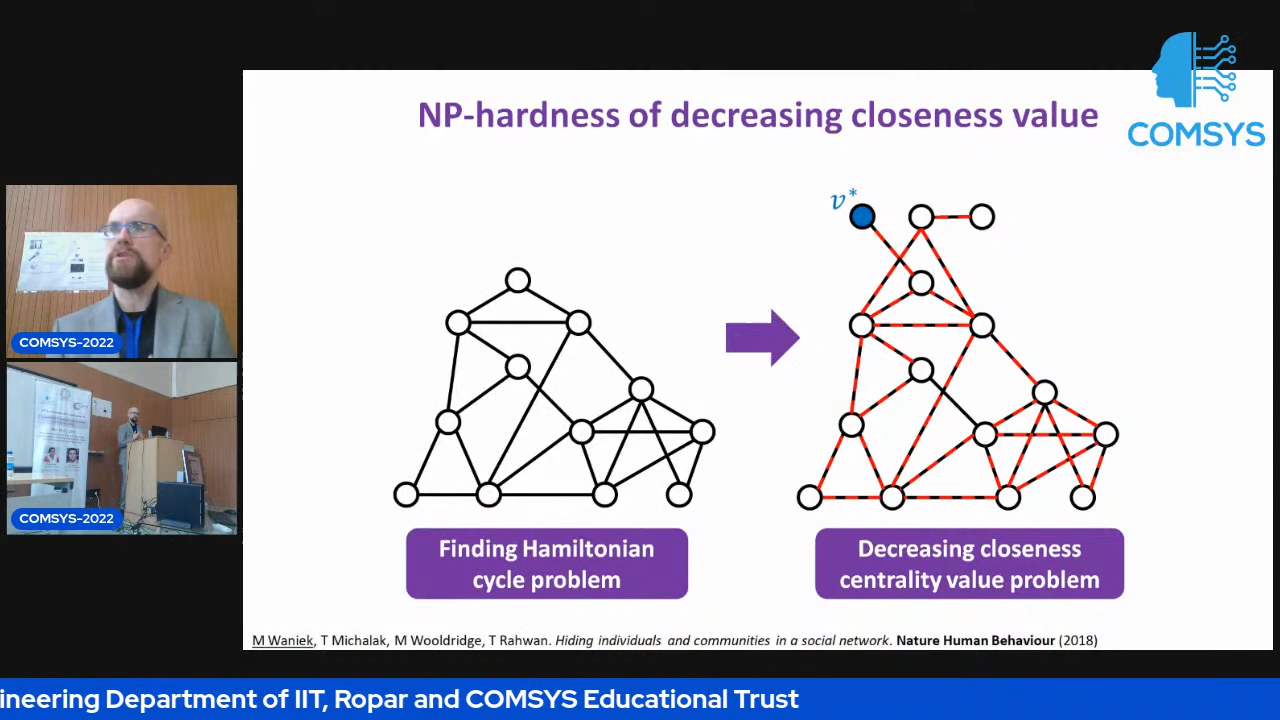 NP-hardness of decreasing closeness value
COMSYS
v*
COMSYS-2022
COMSYS-2022
Finding Hamiltonian
cycle problem
Decreasing closeness
centrality value problem
M Waniek, T Michalak, M Wooldridge, T Rahwan. Hiding individuals and communities in a social network. Nature Human Behaviour (2018)
ineering Department of IIT, Ropar and COMSYS Educational Trust